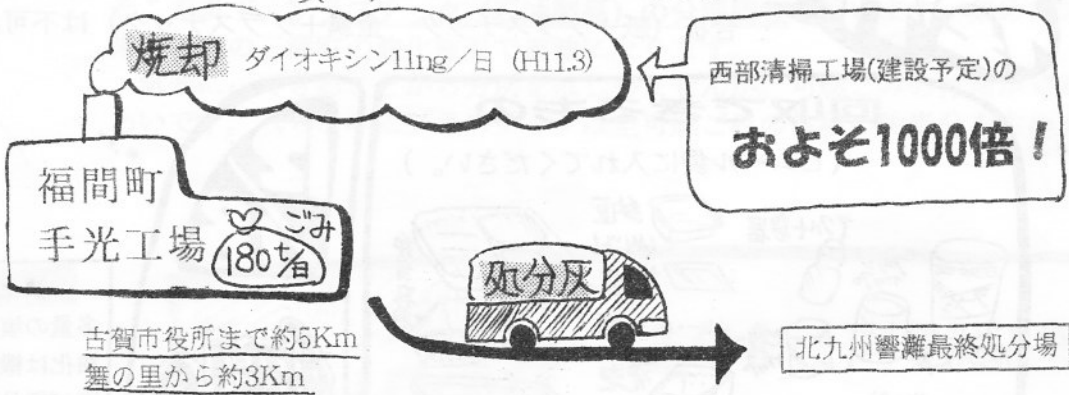 焼却 ダイオキシン11ng/日 (H11.3)
西部清掃工場(建設予定)の
およそ1000倍!
福間町
手光工場
ごみ
180t/日
処分灰
古賀市役所まで約5Km
舞の里から約3Km
北九州響灘最終処分場